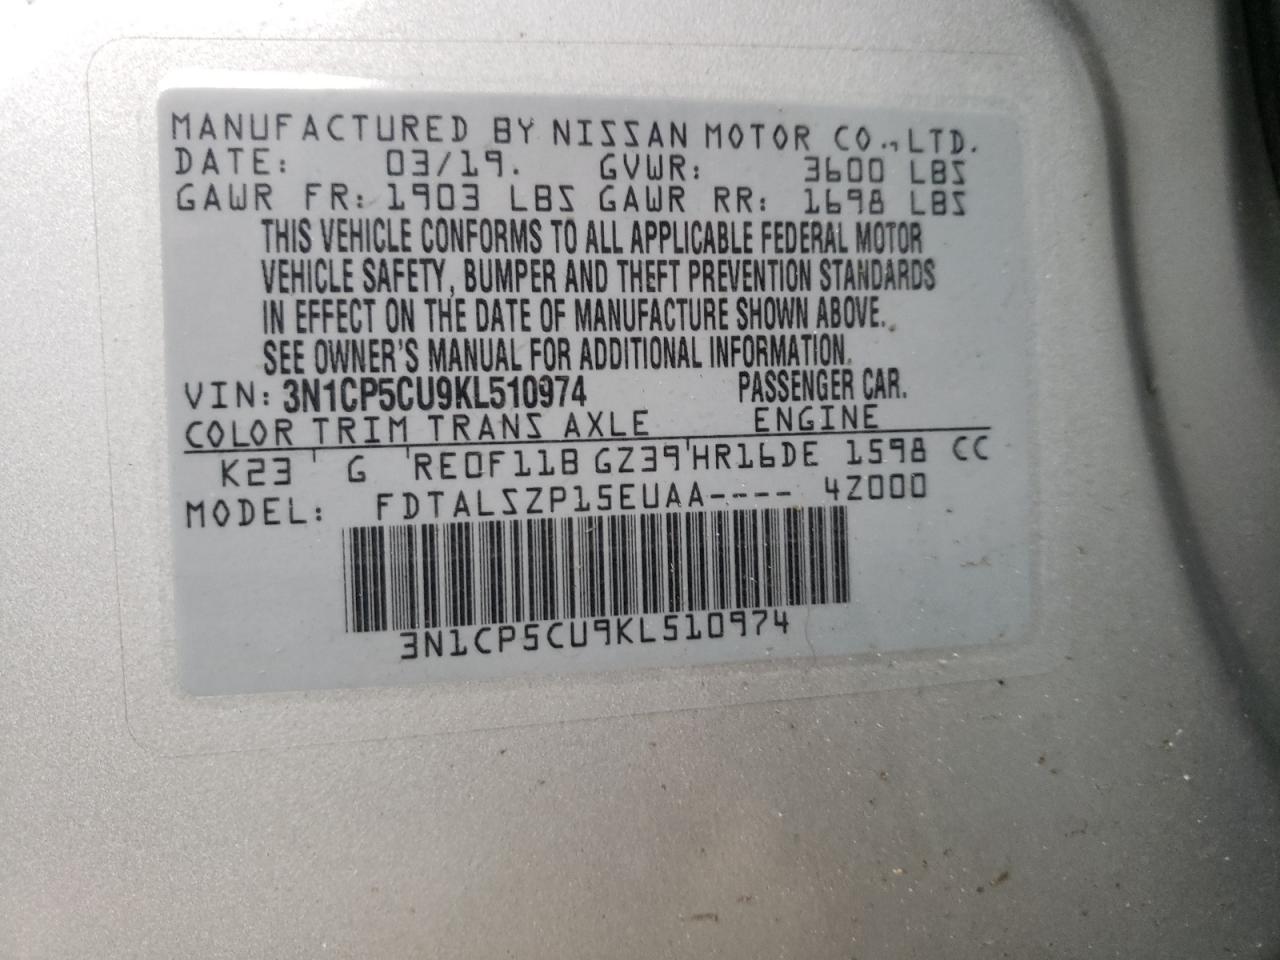 MANUFACTURED BY NISSAN MOTOR CO.,LTD.
DATE: 03/19. GVWR: 3600 LBS
GAWR FR: 1903 LBS GAWR RR: 1698 LBS
THIS VEHICLE CONFORMS TO ALL APPLICABLE FEDERAL MOTOR
VEHICLE SAFETY, BUMPER AND THEFT PREVENTION STANDARDS
IN EFFECT ON THE DATE OF MANUFACTURE SHOWN ABOVE.
SEE OWNER'S MANUAL FOR ADDITIONAL INFORMATION.
VIN: 3N1CP5CU9KL510974 PASSENGER CAR.
COLOR TRIM TRANS AXLE ENGINE
K23 G RE0F11B GZ39 HR16DE 1598 CC
MODEL: FDTALSZP15EUAA---- 4Z000
3N1CP5CU9KL510974